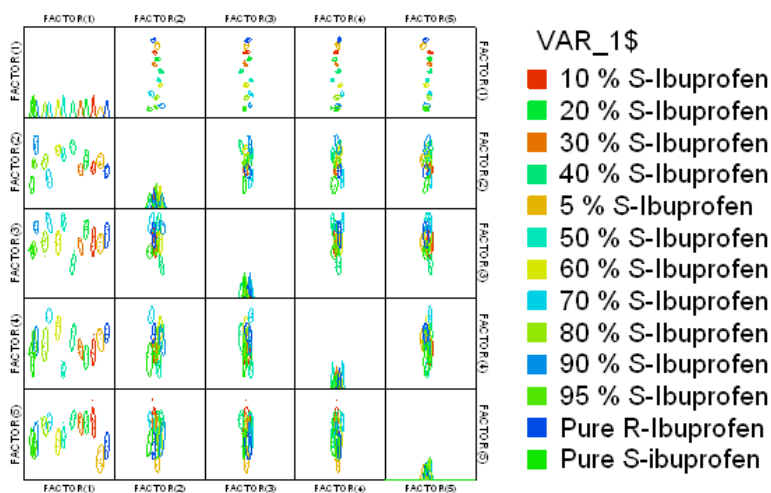 FACTOR(1) FACTOR(2) FACTOR(3) FACTOR(4) FACTOR(5)
FACTOR(1) FACTOR(1)
FACTOR(2) FACTOR(2)
FACTOR(3) FACTOR(3)
FACTOR(4) FACTOR(4)
FACTOR(5) FACTOR(5)
FACTOR(1) FACTOR(2) FACTOR(3) FACTOR(4) FACTOR(5)
VAR_1$
10 % S-Ibuprofen
20 % S-Ibuprofen
30 % S-Ibuprofen
40 % S-Ibuprofen
5 % S-Ibuprofen
50 % S-Ibuprofen
60 % S-Ibuprofen
70 % S-Ibuprofen
80 % S-Ibuprofen
90 % S-Ibuprofen
95 % S-Ibuprofen
Pure R-Ibuprofen
Pure S-ibuprofen